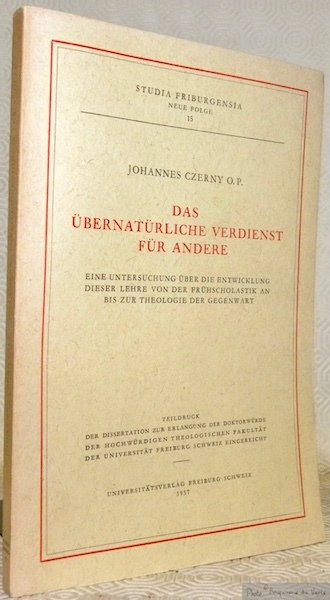 STUDIA FRIBURGENSIA
NEUE FOLGE
15
JOHANNES CZERNY O.P.
DAS
ÜBERNATÜRLICHE VERDIENST
FÜR ANDERE
EINE UNTERSUCHUNG ÜBER DIE ENTWICKLUNG
DIESER LEHRE VON DER FRÜHSCHOLASTIK AN
BIS ZUR THEOLOGIE DER GEGENWART
TEILDRUCK
DER DISSERTATION ZUR ERLANGUNG DER DOKTORWÜRDE
DER HOCHWÜRDIGEN THEOLOGISCHEN FAKULTÄT
DER UNIVERSITÄT FREIBURG SCHWEIZ EINGEREICHT
UNIVERSITÄTSVERLAG FREIBURG SCHWEIZ
1957
Photo